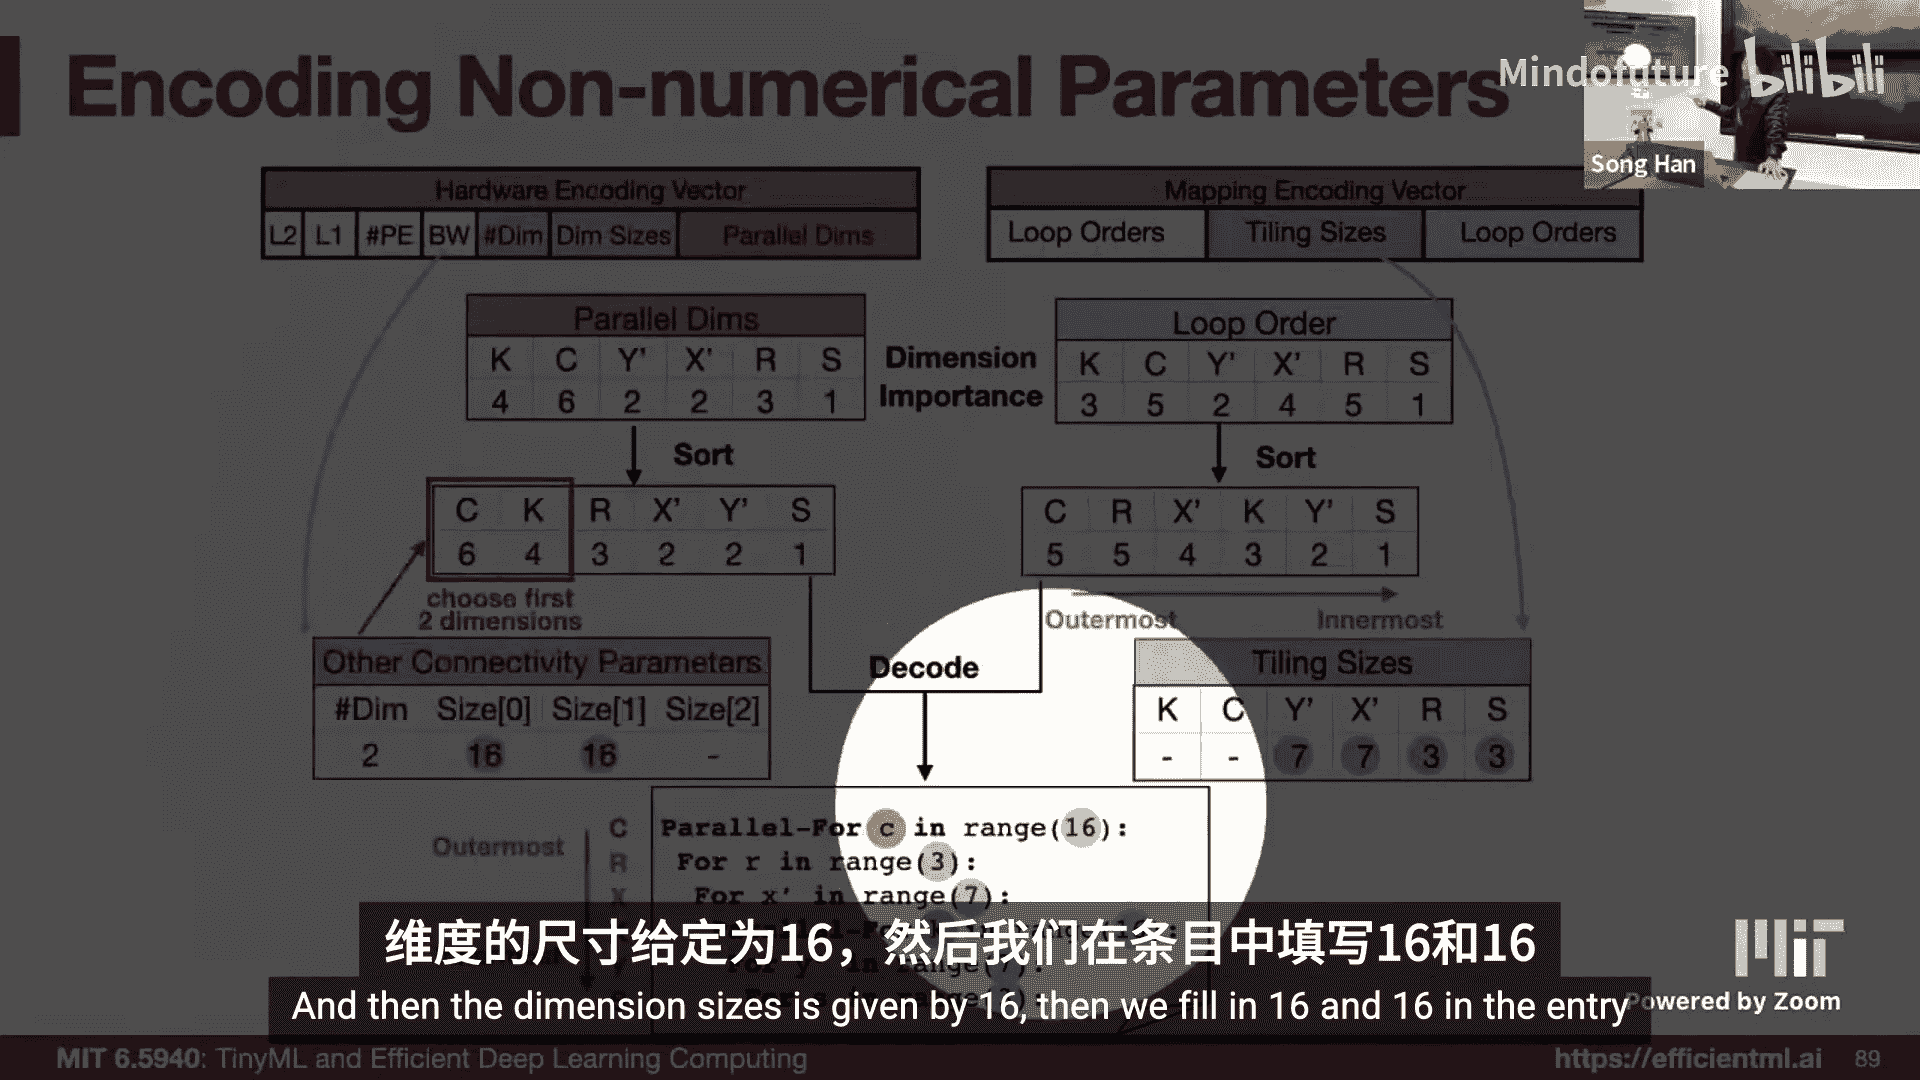 Encoding Non-numerical Parameters
Mindofuture bilibili
Song Han
Hardware Encoding Vector
L2 L1 #PE BW #Dim Dim Sizes Parallel Dims
Mapping Encoding Vector
Loop Orders Tiling Sizes Loop Orders
Parallel Dims
K C Y' X' R S
4 6 2 2 3 1
Dimension
Importance
Loop Order
K C Y' X' R S
3 5 2 4 5 1
Sort
Sort
C K R X' Y' S
6 4 3 2 2 1
C R X' K Y' S
5 5 4 3 2 1
choose first
2 dimensions
Outermost Innermost
Other Connectivity Parameters
#Dim Size[0] Size[1] Size[2]
2 16 16 -
Decode
Tiling Sizes
K C Y' X' R S
- - 7 7 3 3
Outermost
C Parallel-For c in range(16):
R For r in range(3):
X For x' in range(7):
维度的尺寸给定为16，然后我们在条目中填写16和16
And then the dimension sizes is given by 16, then we fill in 16 and 16 in the entry
MIT
Powered by Zoom
MIT 6.5940: TinyML and Efficient Deep Learning Computing
https://efficientml.ai 89